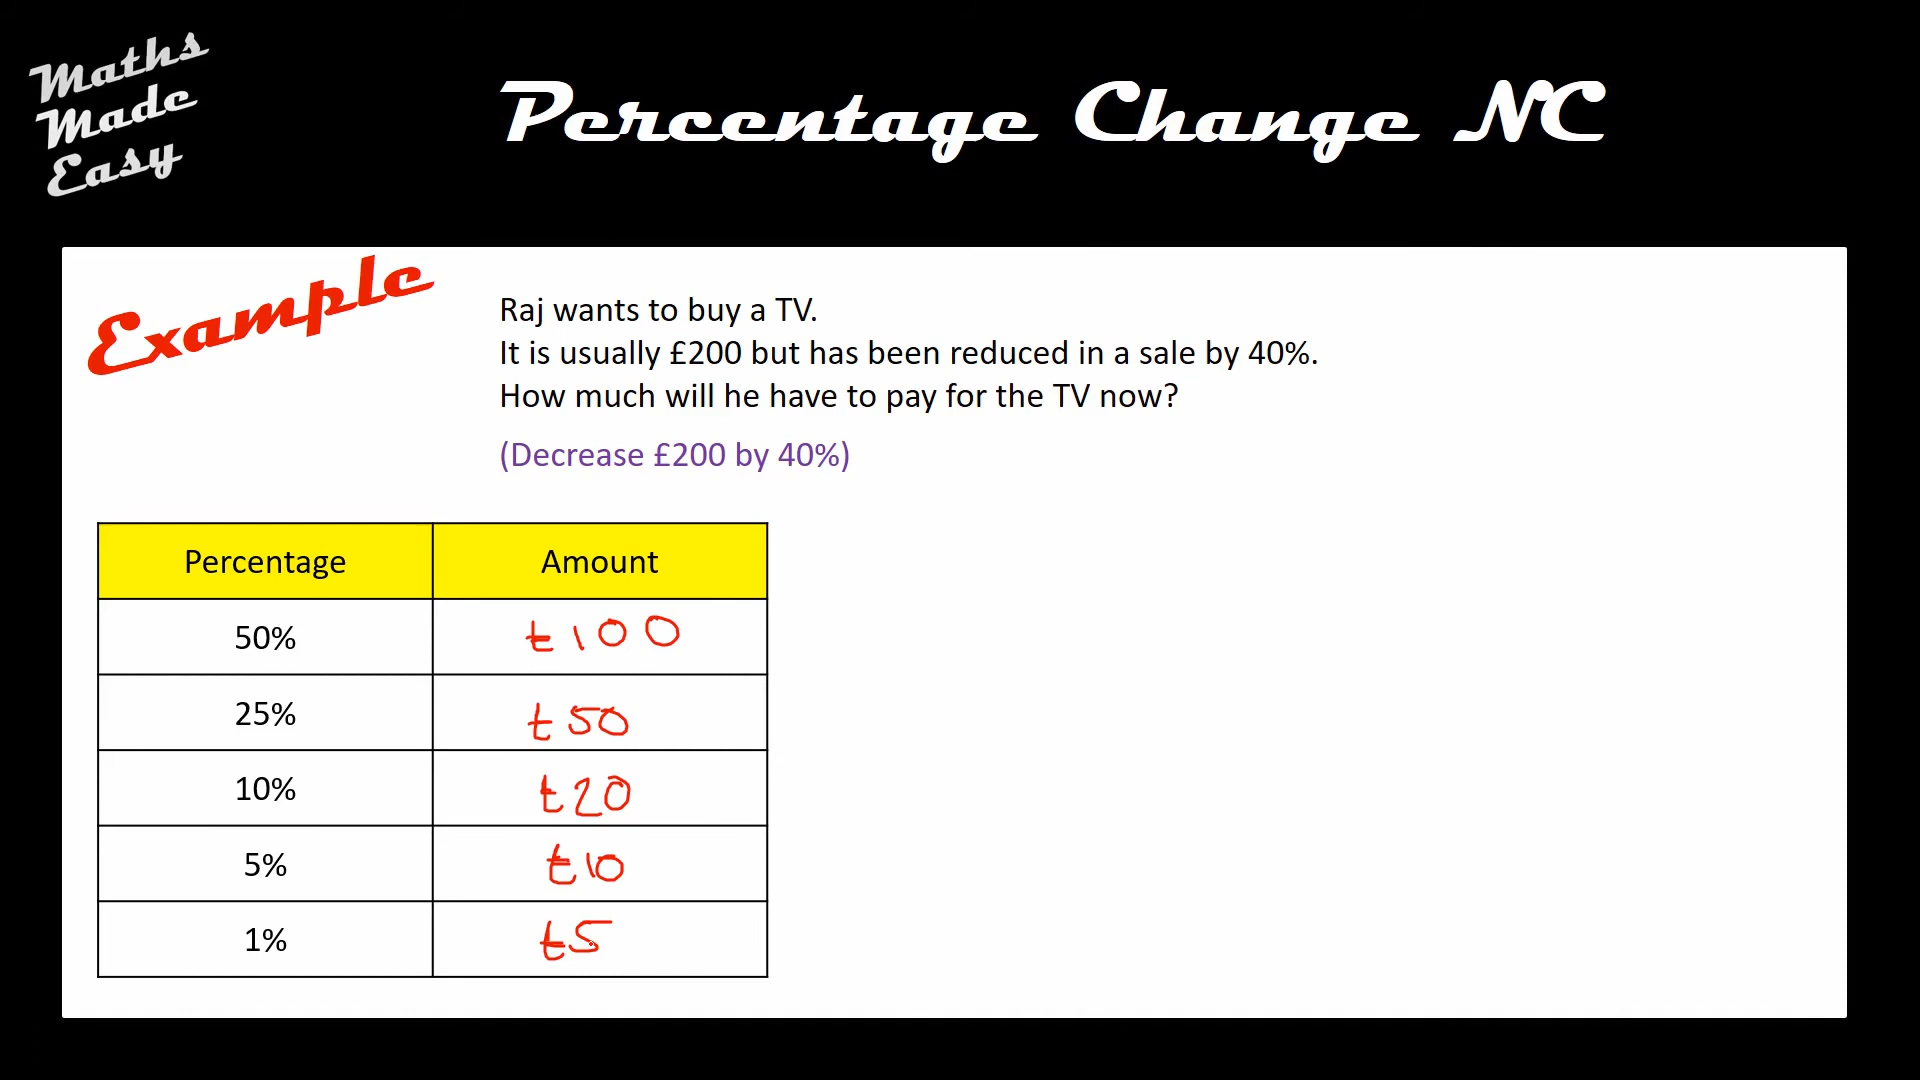 Maths
Made
Easy
Percentage Change NC
Example
Raj wants to buy a TV.
It is usually £200 but has been reduced in a sale by 40%.
How much will he have to pay for the TV now?
(Decrease £200 by 40%)
Percentage Amount
50% £100
25% £50
10% £20
5% £10
1% £5